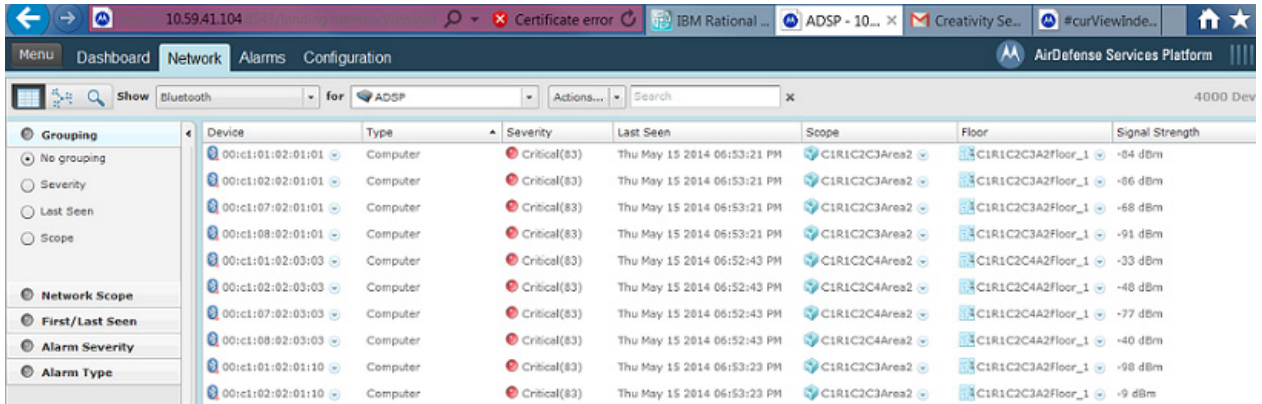 10.59.41.104 Certificate error IBM Rational ... ADSP - 10... Creativity Se... #curViewInde...
Menu Dashboard Network Alarms Configuration AirDefense Services Platform
Show Bluetooth for ADSP Actions... Search 4000 Dev
Grouping Device Type Severity Last Seen Scope Floor Signal Strength
No grouping 00:c1:01:02:01:01 Computer Critical(83) Thu May 15 2014 06:53:21 PM C1R1C2C3Area2 C1R1C2C3A2Floor_1 -84 dBm
Severity 00:c1:02:02:01:01 Computer Critical(83) Thu May 15 2014 06:53:21 PM C1R1C2C3Area2 C1R1C2C3A2Floor_1 -86 dBm
Last Seen 00:c1:07:02:01:01 Computer Critical(83) Thu May 15 2014 06:53:21 PM C1R1C2C3Area2 C1R1C2C3A2Floor_1 -68 dBm
Scope 00:c1:08:02:01:01 Computer Critical(83) Thu May 15 2014 06:53:21 PM C1R1C2C3Area2 C1R1C2C3A2Floor_1 -91 dBm
00:c1:01:02:03:03 Computer Critical(83) Thu May 15 2014 06:52:43 PM C1R1C2C4Area2 C1R1C2C4A2Floor_1 -33 dBm
Network Scope 00:c1:02:02:03:03 Computer Critical(83) Thu May 15 2014 06:52:43 PM C1R1C2C4Area2 C1R1C2C4A2Floor_1 -48 dBm
First/Last Seen 00:c1:07:02:03:03 Computer Critical(83) Thu May 15 2014 06:52:43 PM C1R1C2C4Area2 C1R1C2C4A2Floor_1 -77 dBm
Alarm Severity 00:c1:08:02:03:03 Computer Critical(83) Thu May 15 2014 06:52:43 PM C1R1C2C4Area2 C1R1C2C4A2Floor_1 -40 dBm
Alarm Type 00:c1:01:02:01:10 Computer Critical(83) Thu May 15 2014 06:53:23 PM C1R1C2C3Area2 C1R1C2C3A2Floor_1 -98 dBm
00:c1:02:02:01:10 Computer Critical(83) Thu May 15 2014 06:53:23 PM C1R1C2C3Area2 C1R1C2C3A2Floor_1 -9 dBm